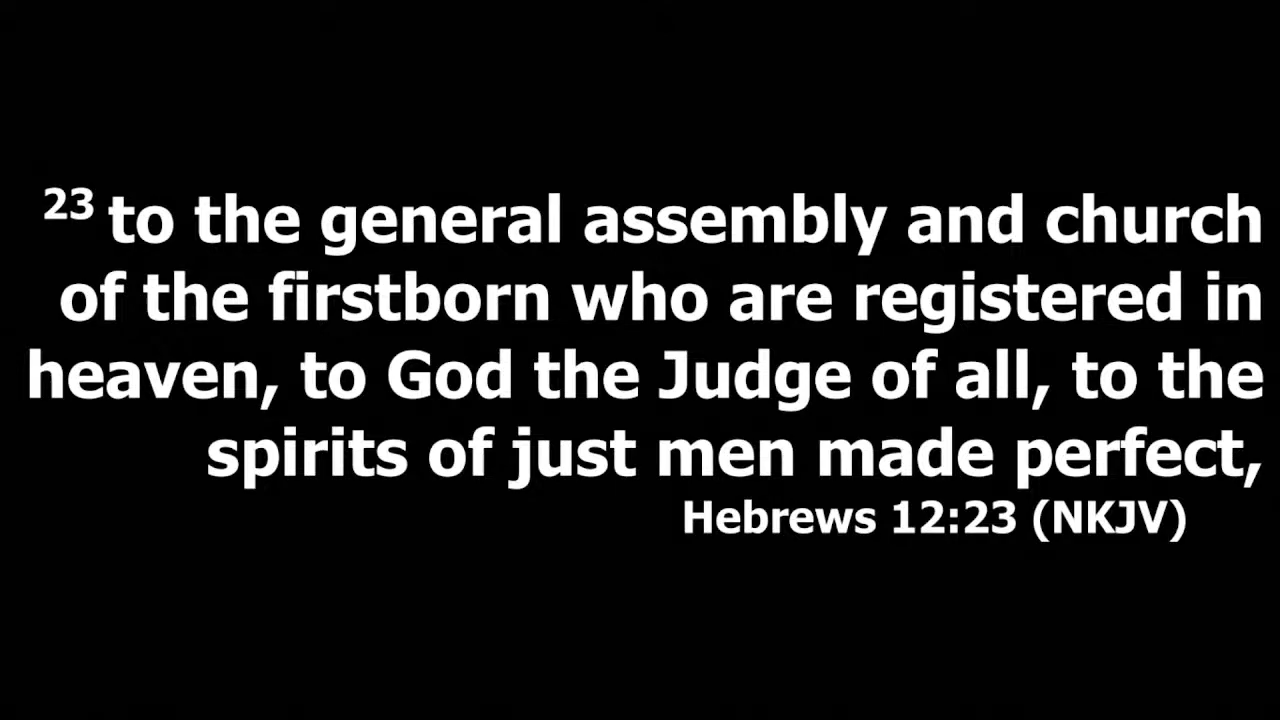 23 to the general assembly and church
of the firstborn who are registered in
heaven, to God the Judge of all, to the
spirits of just men made perfect,
Hebrews 12:23 (NKJV)